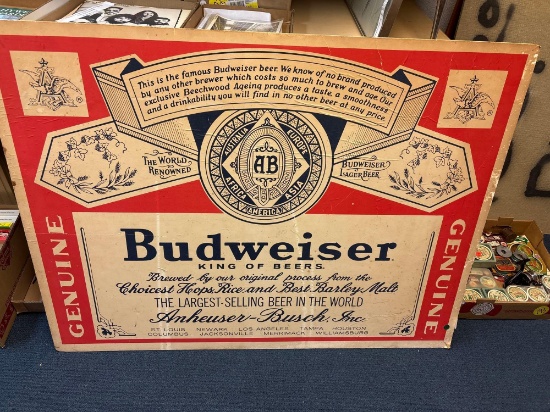 This is the famous Budweiser beer. We know of no brand produced
by any other brewer which costs so much to brew and age. Our
exclusive Beechwood Ageing produces a taste, a smoothness
and a drinkability you will find in no other beer at any price.
THE WORLD
RENOWNED
BUDWEISER
LAGER BEER
EUROPE
ASIA
AMERICA
AFRICA
AB
GENUINE
Budweiser
KING OF BEERS
Brewed by our original process from the
Choicest Hops, Rice and Best Barley Malt
THE LARGEST-SELLING BEER IN THE WORLD
Anheuser-Busch, Inc.
ST. LOUIS NEWARK LOS ANGELES TAMPA HOUSTON
COLUMBUS JACKSONVILLE MERRIMACK WILLIAMSBURG
GENUINE